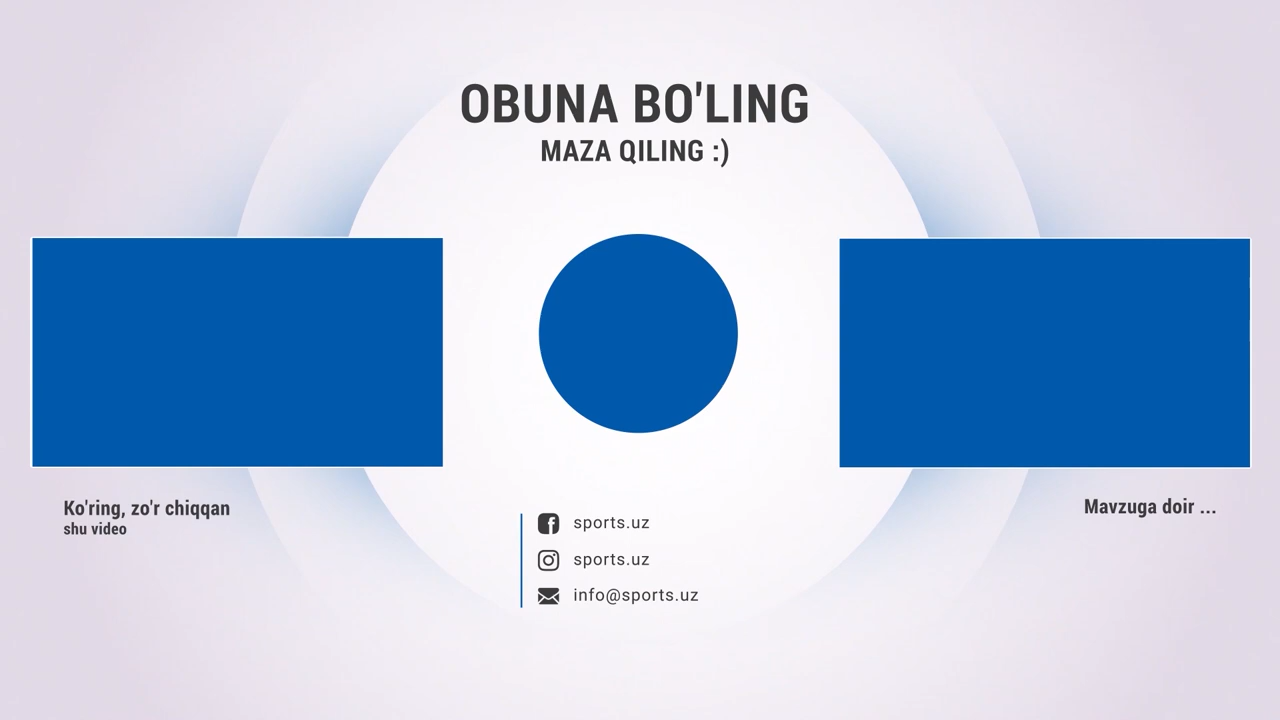 OBUNA BO'LING
MAZA QILING :)
Ko'ring, zo'r chiqqan
shu video
Mavzuga doir ...
sports.uz
sports.uz
info@sports.uz